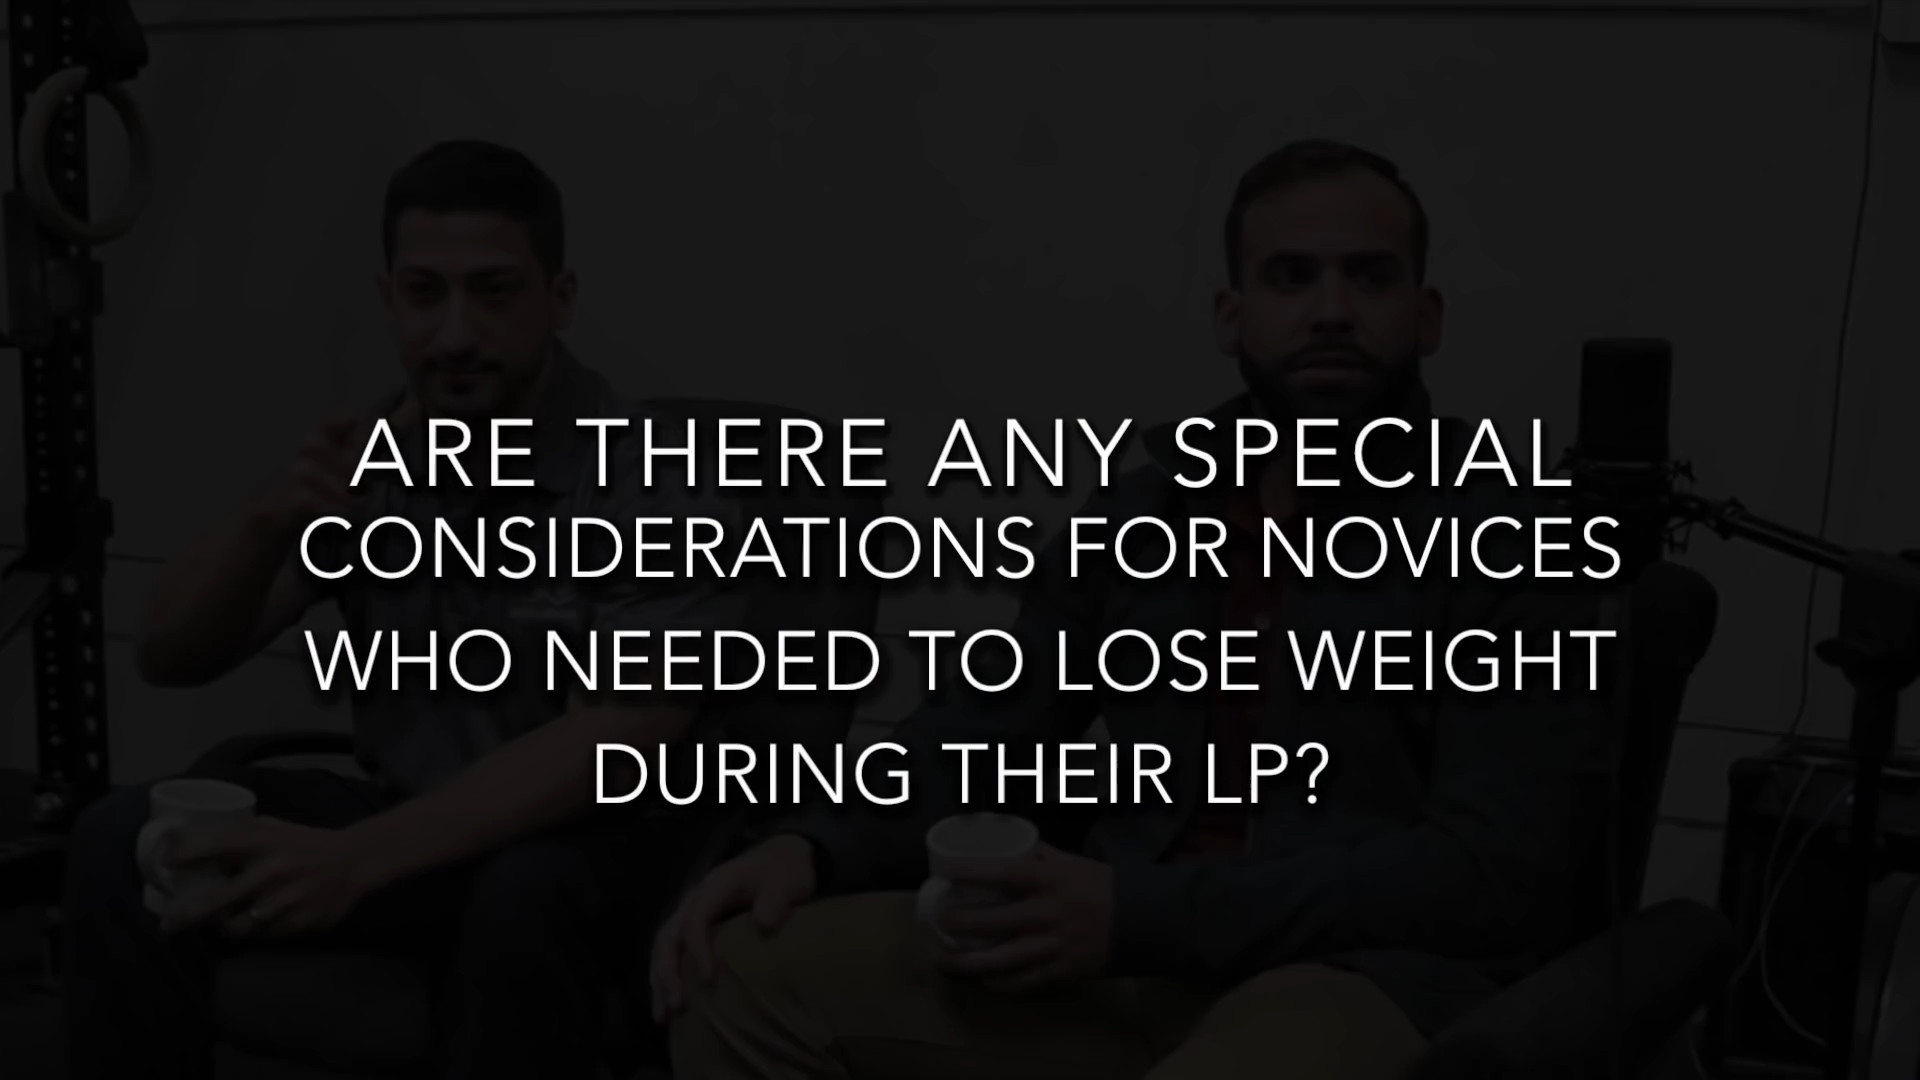 ARE THERE ANY SPECIAL
CONSIDERATIONS FOR NOVICES
WHO NEEDED TO LOSE WEIGHT
DURING THEIR LP?